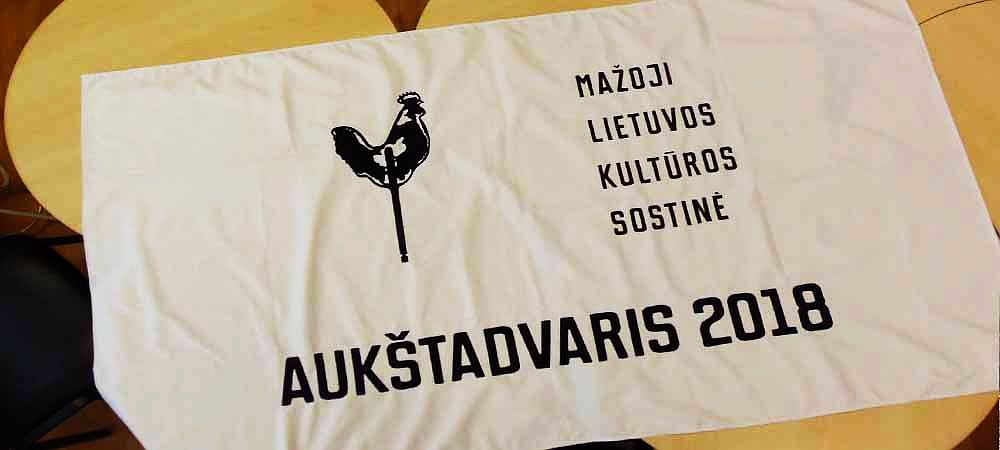 MAŽOJI
LIETUVOS
KULTŪROS
SOSTINĖ
AUKŠTADVARIS 2018